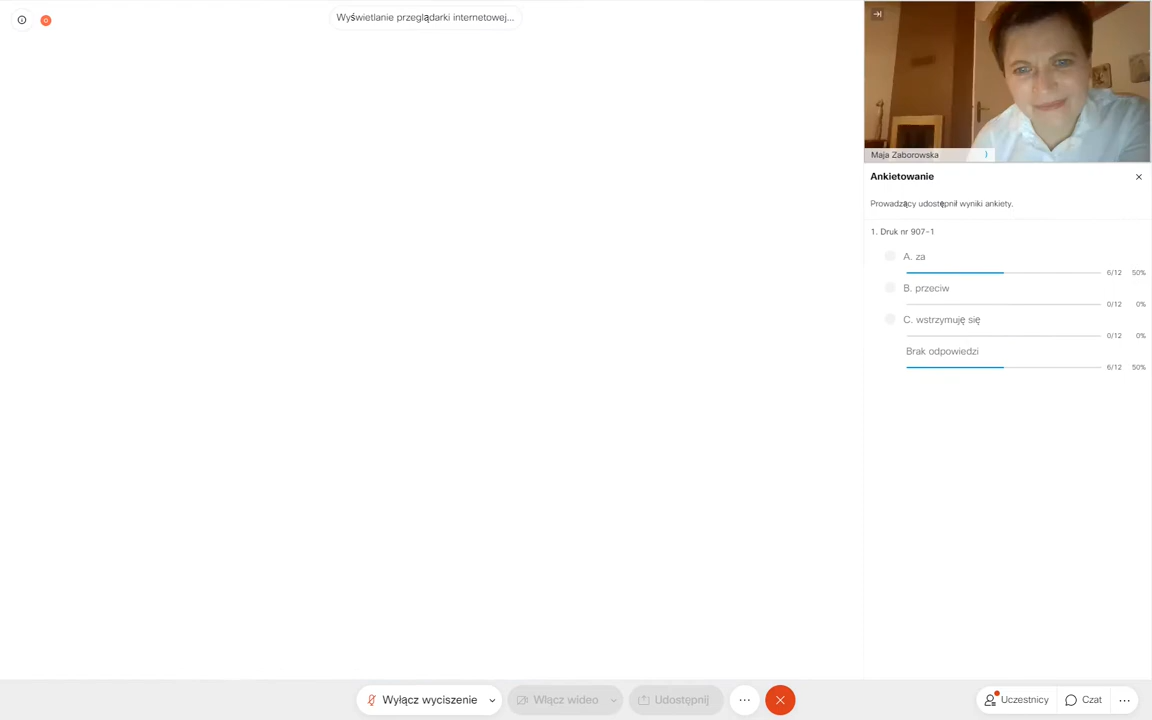 Wyświetlanie przeglądarki internetowej...
Maja Zaborowska
Ankietowanie
Prowadzący udostępnił wyniki ankiety.
1. Druk nr 907-1
A. za
6/12 50%
B. przeciw
0/12 0%
C. wstrzymuję się
0/12 0%
Brak odpowiedzi
6/12 50%
Wyłącz wyciszenie
Włącz wideo
Udostępnij
Uczestnicy
Czat